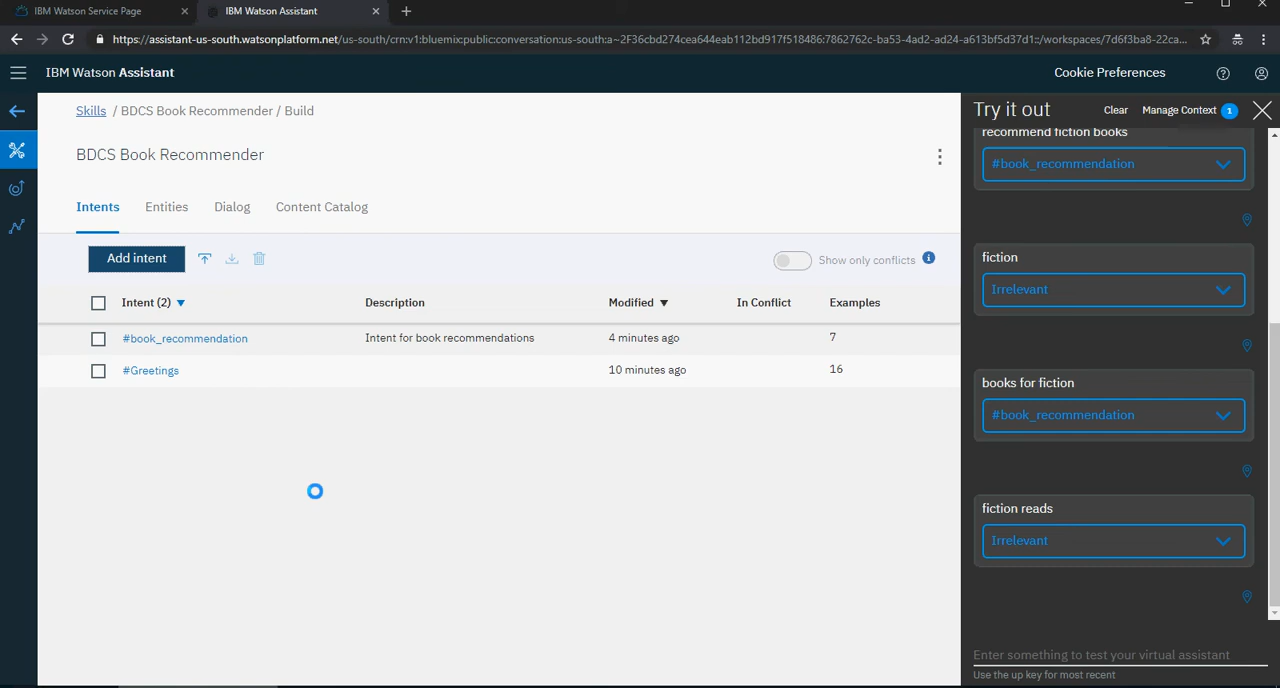 IBM Watson Service Page
IBM Watson Assistant
https://assistant-us-south.watsonplatform.net/us-south/crn:v1:bluemix:public:conversation:us-south:a~2F36cbd274cea644eab112bd917f518486:7862762c-ba53-4ad2-ad24-a613bf5d37d1::/workspaces/7d6f3ba8-22ca...
IBM Watson Assistant
Cookie Preferences
Skills / BDCS Book Recommender / Build
BDCS Book Recommender
Intents Entities Dialog Content Catalog
Add intent
Show only conflicts
Intent (2) Description Modified In Conflict Examples
#book_recommendation Intent for book recommendations 4 minutes ago 7
#Greetings 10 minutes ago 16
Try it out Clear Manage Context 1
recommend fiction books
#book_recommendation
fiction
Irrelevant
books for fiction
#book_recommendation
fiction reads
Irrelevant
Enter something to test your virtual assistant
Use the up key for most recent